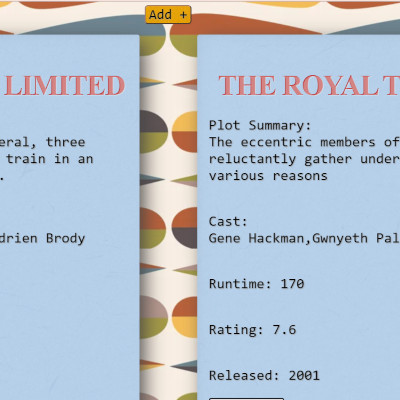 Add +
LIMITED
eral, three
train in an
.
drien Brody
THE ROYAL T
Plot Summary:
The eccentric members of
reluctantly gather under
various reasons
Cast:
Gene Hackman,Gwnyeth Pal
Runtime: 170
Rating: 7.6
Released: 2001